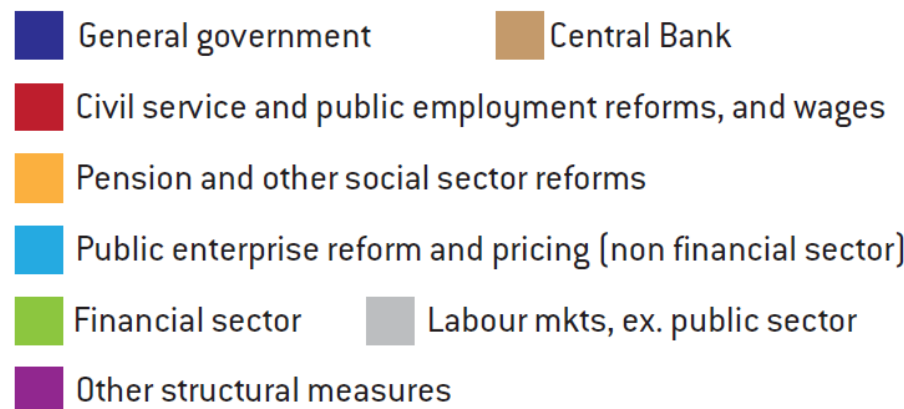 General government Central Bank
Civil service and public employment reforms, and wages
Pension and other social sector reforms
Public enterprise reform and pricing (non financial sector)
Financial sector Labour mkts, ex. public sector
Other structural measures